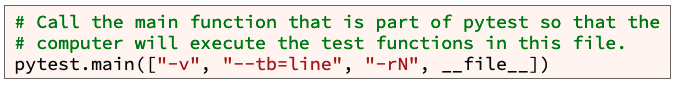 # Call the main function that is part of pytest so that the
# computer will execute the test functions in this file.
pytest.main(["-v", "--tb=line", "-rN", __file__])